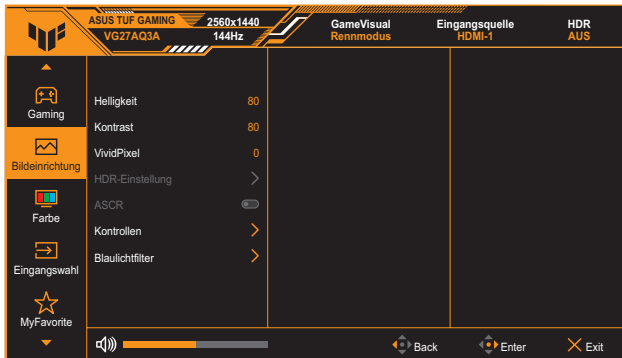 ASUS TUF GAMING 2560x1440
VG27AQ3A 144Hz
GameVisual
Rennmodus
Eingangsquelle
HDMI-1
HDR
AUS
Gaming
Bildeinrichtung
Farbe
Eingangswahl
MyFavorite
Helligkeit 80
Kontrast 80
VividPixel 0
HDR-Einstellung
ASCR
Kontrollen
Blaulichtfilter
Back Enter Exit